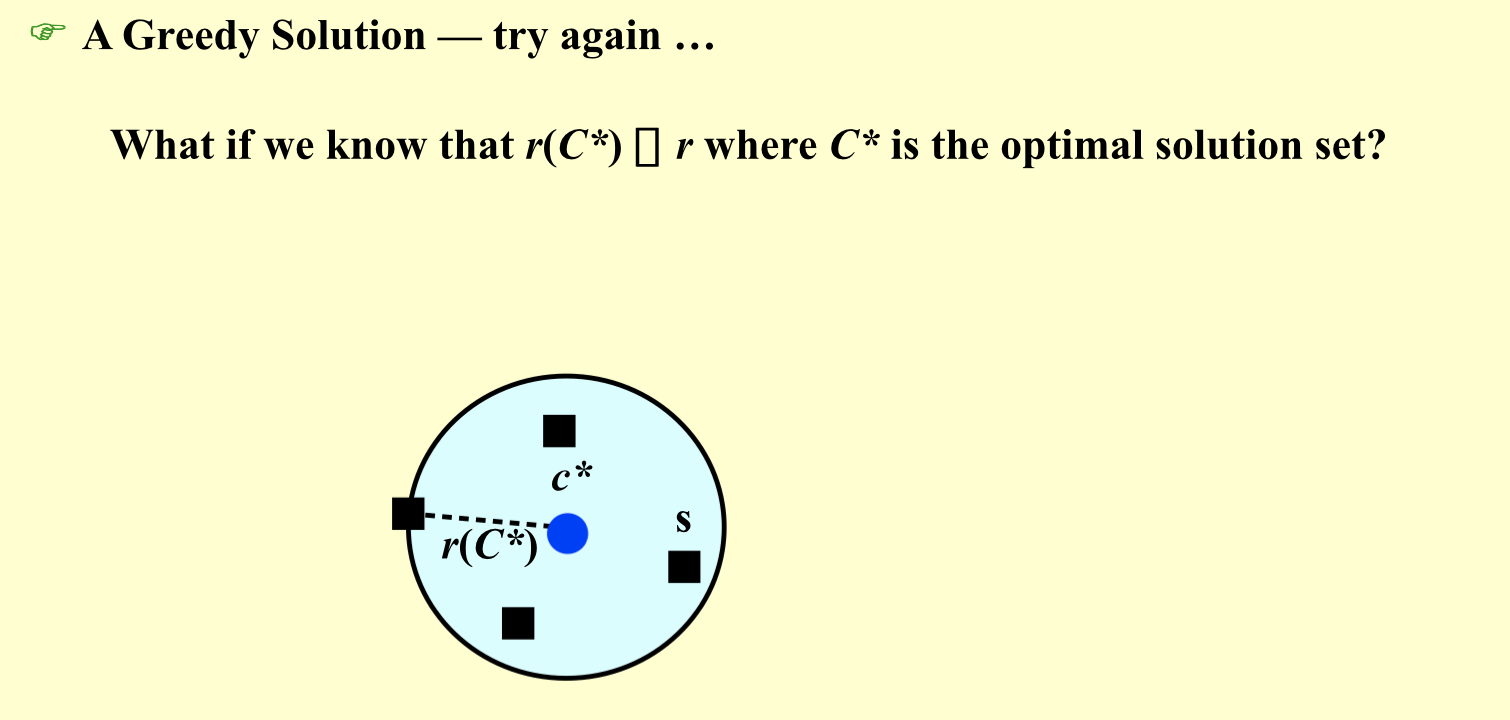 ☞ A Greedy Solution — try again …
What if we know that r(C*) ▯ r where C* is the optimal solution set?
c*
s
r(C*)